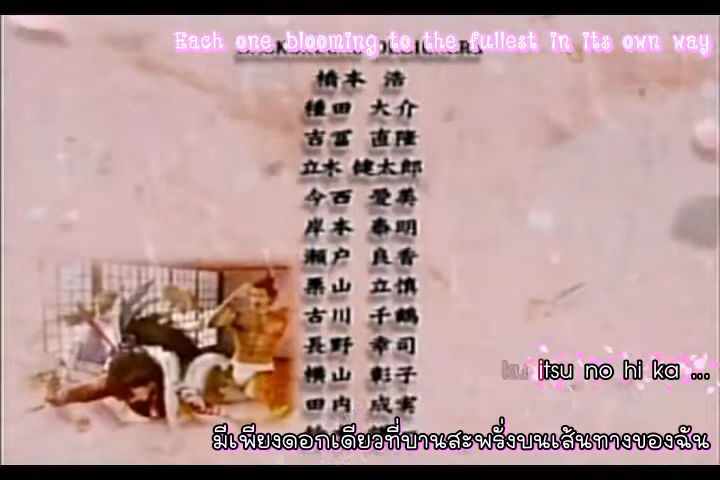 Each one blooming to the fullest in its own way
橋本 浩
種田 大介
古冨 直隆
立木 健太郎
今西 愛美
岸本 泰明
瀬戸 良香
栗山 立慎
古川 千鶴
長野 幸司
横山 彰子
田内 成実
ku itsu no hi ka ...
มีเพียงดอกเดียวที่บานสะพรั่งบนเส้นทางของฉัน